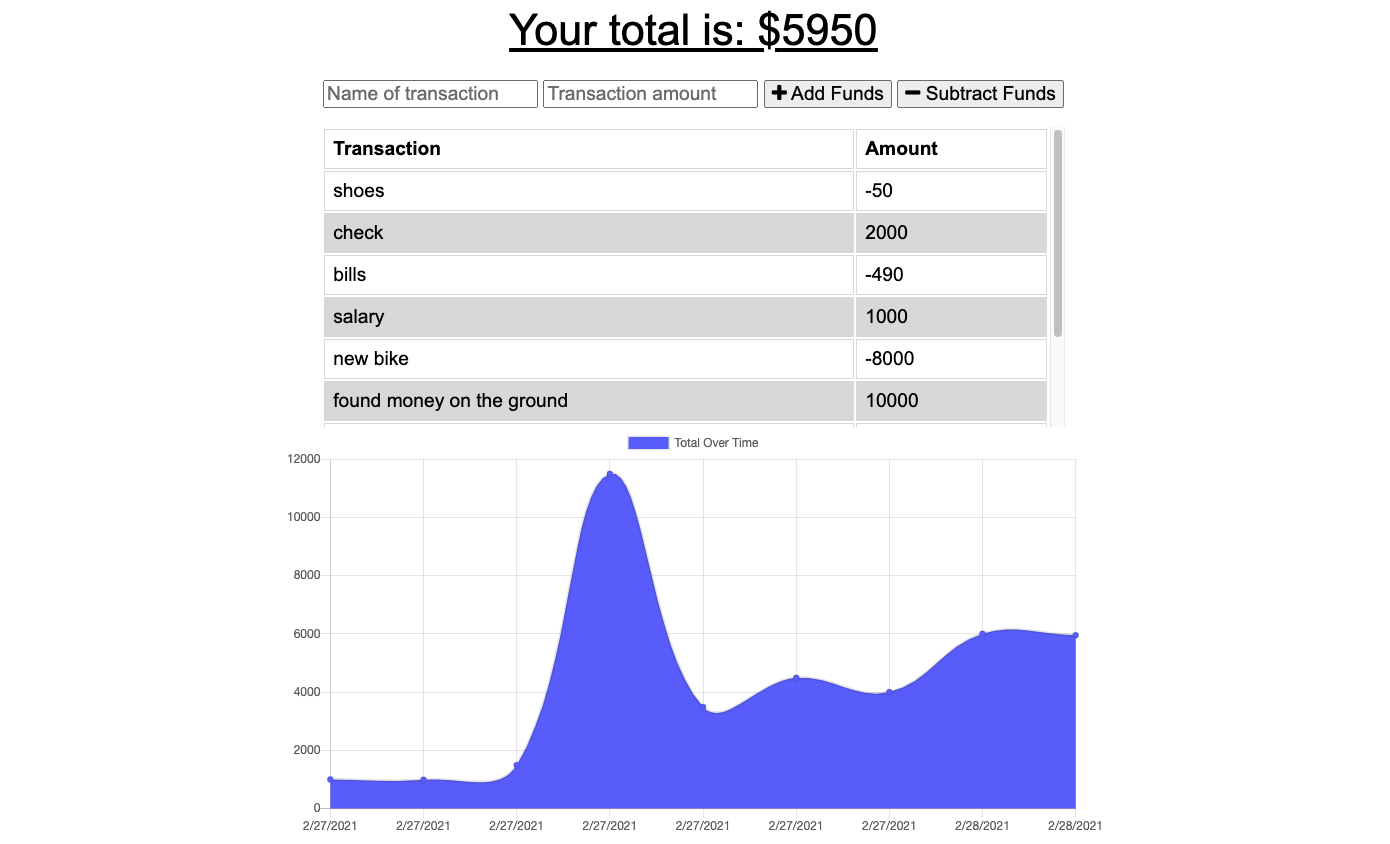 Your total is: $5950
Name of transaction Transaction amount Add Funds Subtract Funds
Transaction Amount
shoes -50
check 2000
bills -490
salary 1000
new bike -8000
found money on the ground 10000
Total Over Time
12000
10000
8000
6000
4000
2000
0
2/27/2021 2/27/2021 2/27/2021 2/27/2021 2/27/2021 2/27/2021 2/27/2021 2/28/2021 2/28/2021